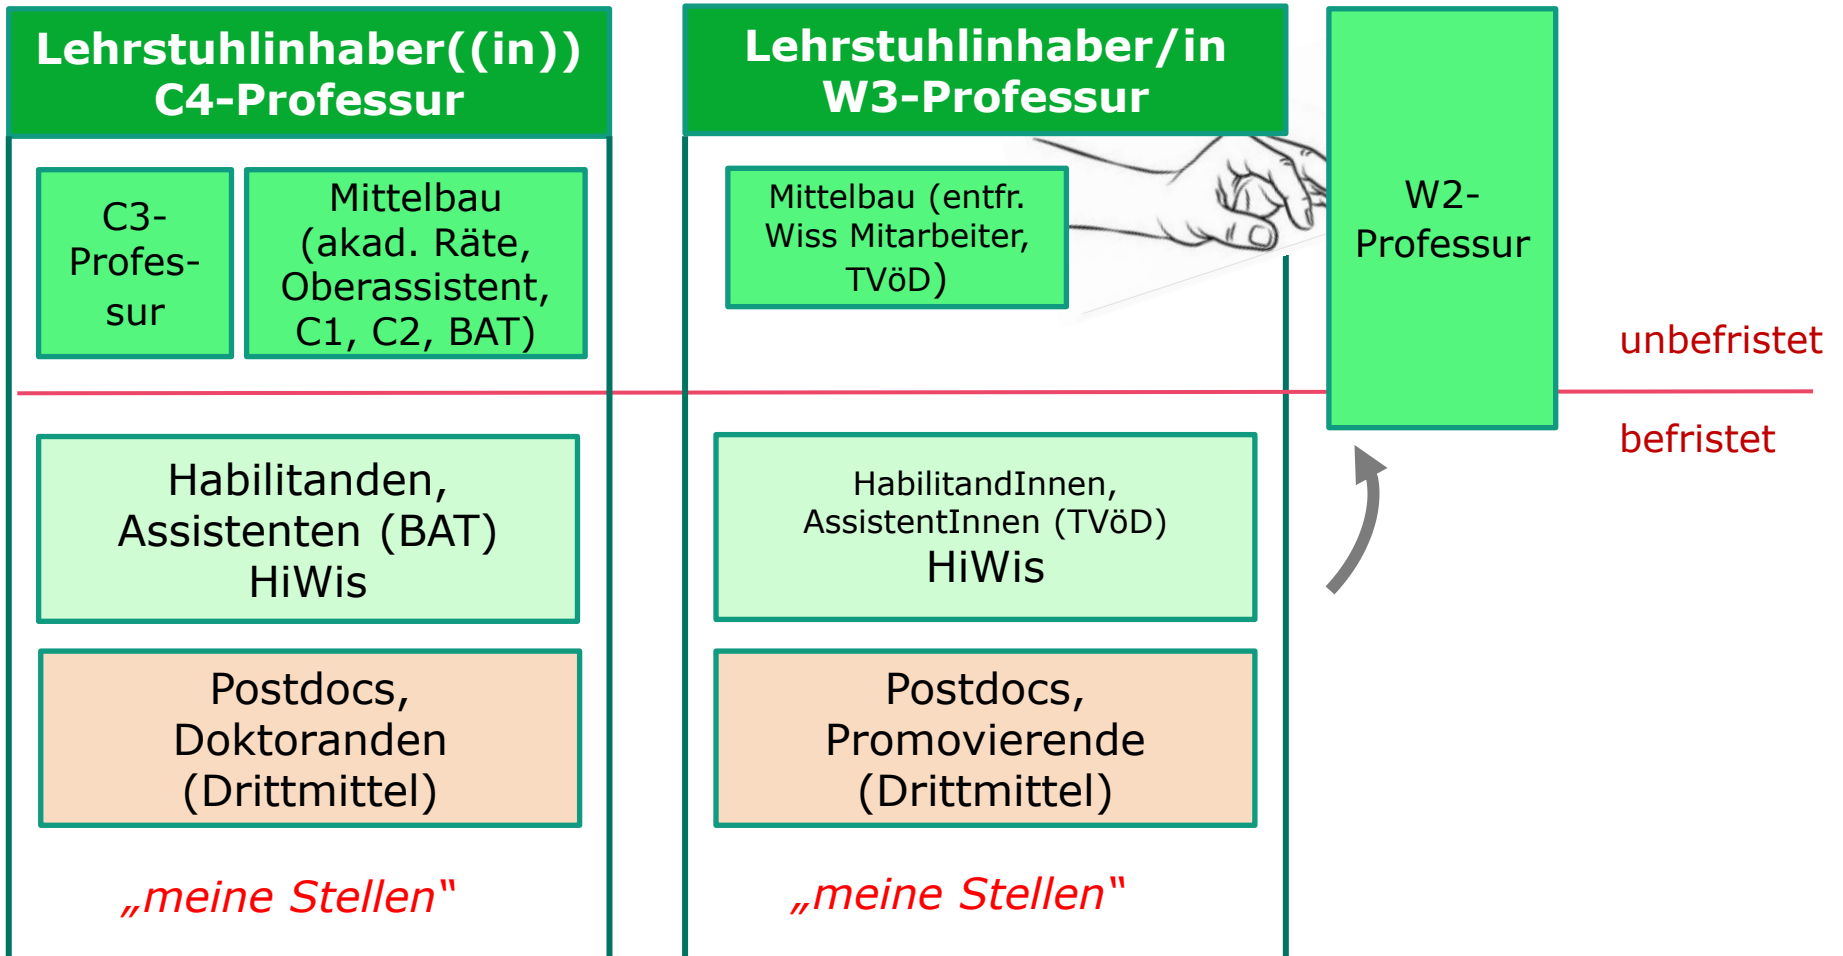 Lehrstuhlinhaber((in))
C4-Professur
C3-
Profes-
sur
Mittelbau
(akad. Räte,
Oberassistent,
C1, C2, BAT)
Habilitanden,
Assistenten (BAT)
HiWis
Postdocs,
Doktoranden
(Drittmittel)
„meine Stellen“
Lehrstuhlinhaber/in
W3-Professur
Mittelbau (entfr.
Wiss Mitarbeiter,
TVöD)
HabilitandInnen,
AssistentInnen (TVöD)
HiWis
Postdocs,
Promovierende
(Drittmittel)
„meine Stellen“
W2-
Professur
unbefristet
befristet